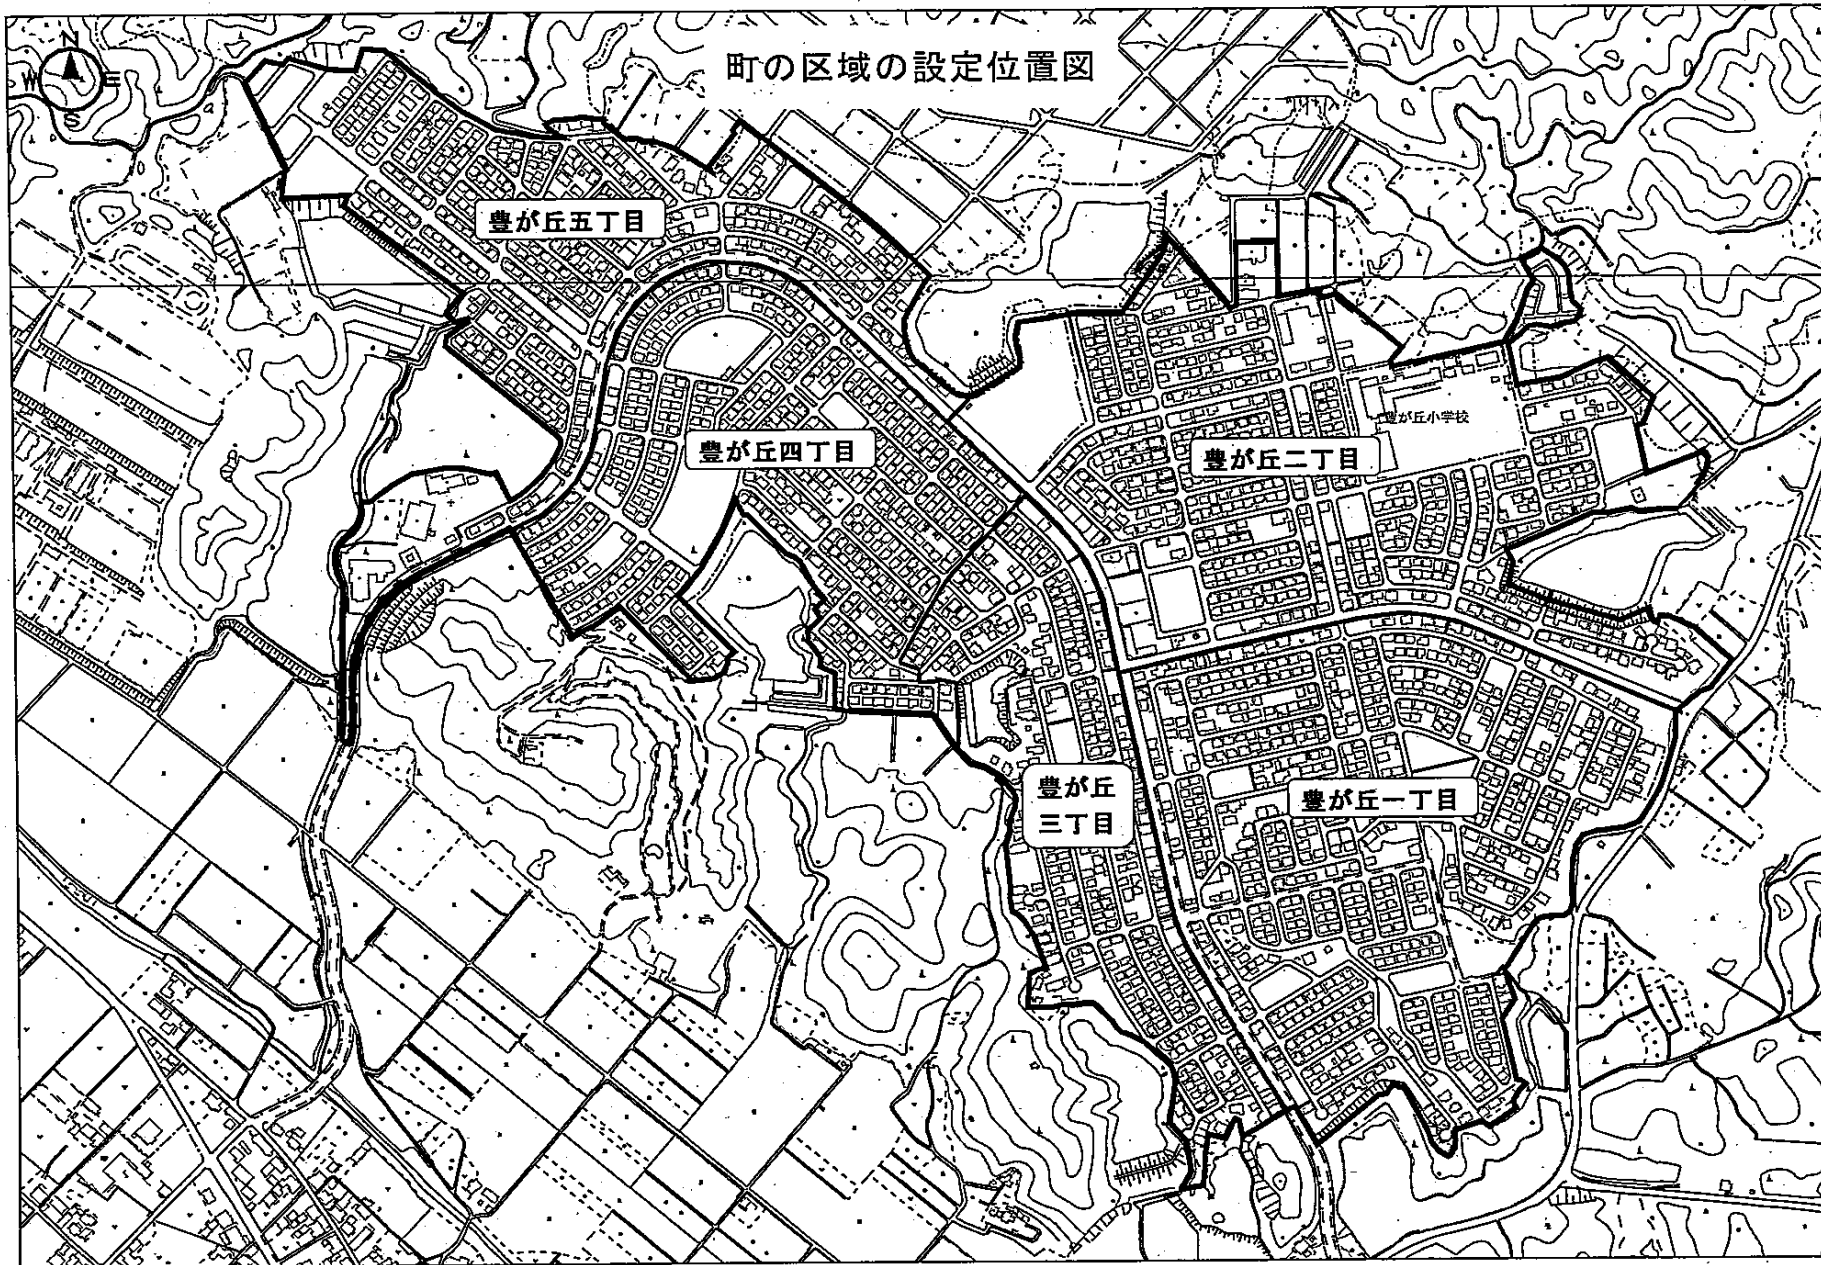 町の区域の設定位置図
N
W
E
S
豊が丘五丁目
豊が丘小学校
豊が丘四丁目
豊が丘二丁目
豊が丘
三丁目
豊が丘一丁目